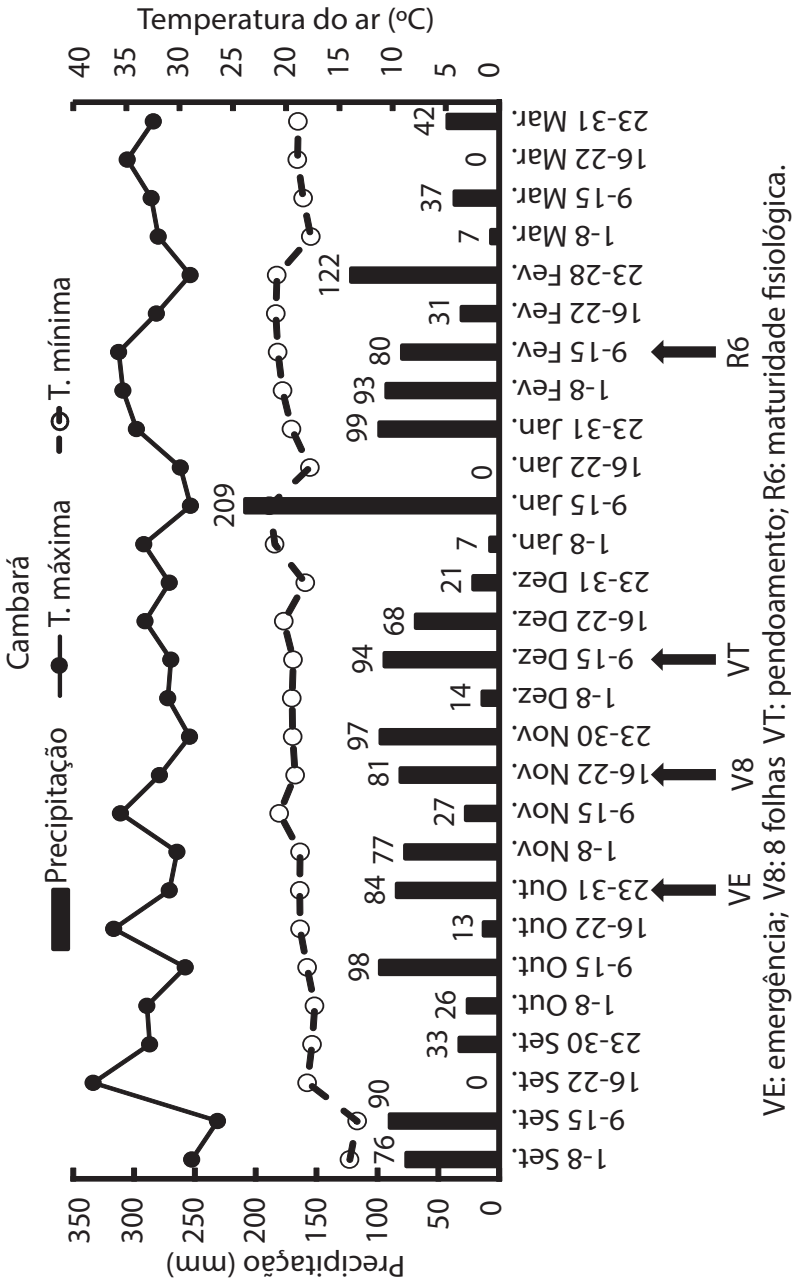 Cambará
Precipitação
T. máxima
T. mínima
Precipitação (mm)
350
300
250
200
150
100
50
0
Temperatura do ar (ºC)
40
35
30
25
20
15
10
5
0
76
90
0
33
26
98
13
84
77
27
81
97
14
94
68
21
7
209
0
99
93
80
31
122
7
37
0
42
1-8 Set.
9-15 Set.
16-22 Set.
23-30 Set.
1-8 Out.
9-15 Out.
16-22 Out.
23-31 Out.
1-8 Nov.
9-15 Nov.
16-22 Nov.
23-30 Nov.
1-8 Dez.
9-15 Dez.
16-22 Dez.
23-31 Dez.
1-8 Jan.
9-15 Jan.
16-22 Jan.
23-31 Jan.
1-8 Fev.
9-15 Fev.
16-22 Fev.
23-28 Fev.
1-8 Mar.
9-15 Mar.
16-22 Mar.
23-31 Mar.
VE
V8
VT
R6
VE: emergência; V8: 8 folhas VT: pendoamento; R6: maturidade fisiológica.